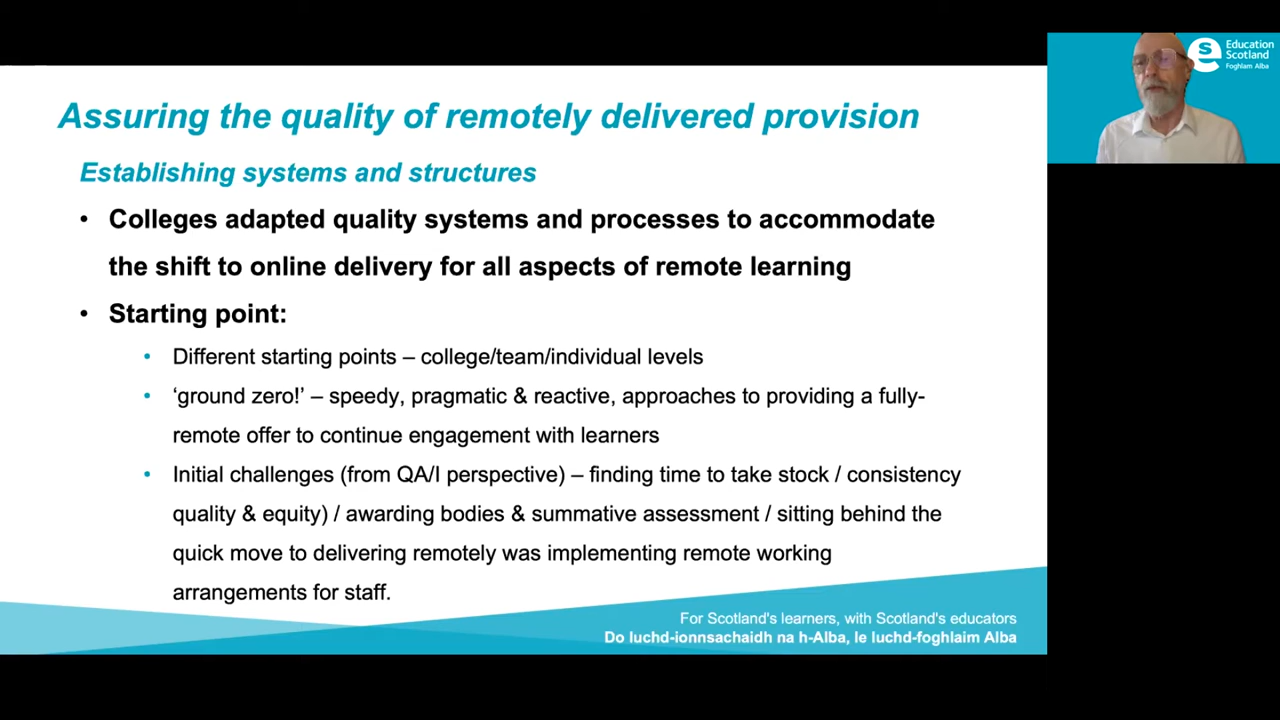 Assuring the quality of remotely delivered provision
Establishing systems and structures
• Colleges adapted quality systems and processes to accommodate
the shift to online delivery for all aspects of remote learning
• Starting point:
• Different starting points – college/team/individual levels
• ‘ground zero!’ – speedy, pragmatic & reactive, approaches to providing a fully-
remote offer to continue engagement with learners
• Initial challenges (from QA/I perspective) – finding time to take stock / consistency
quality & equity) / awarding bodies & summative assessment / sitting behind the
quick move to delivering remotely was implementing remote working
arrangements for staff.
For Scotland's learners, with Scotland's educators
Do luchd-ionnsachaidh na h-Alba, le luchd-foghlaim Alba
Education
Scotland
Foghlam Alba